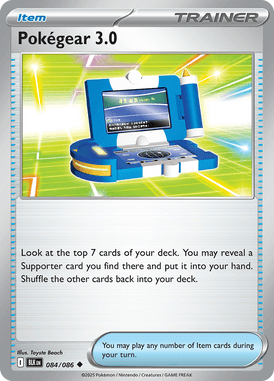 Item
TRAINER
Pokégear 3.0
Look at the top 7 cards of your deck. You may reveal a
Supporter card you find there and put it into your hand.
Shuffle the other cards back into your deck.
You may play any number of Item cards during
your turn.
Illus. Toyste Beach
I BLK EN 084/086
©2025 Pokémon / Nintendo / Creatures / GAME FREAK